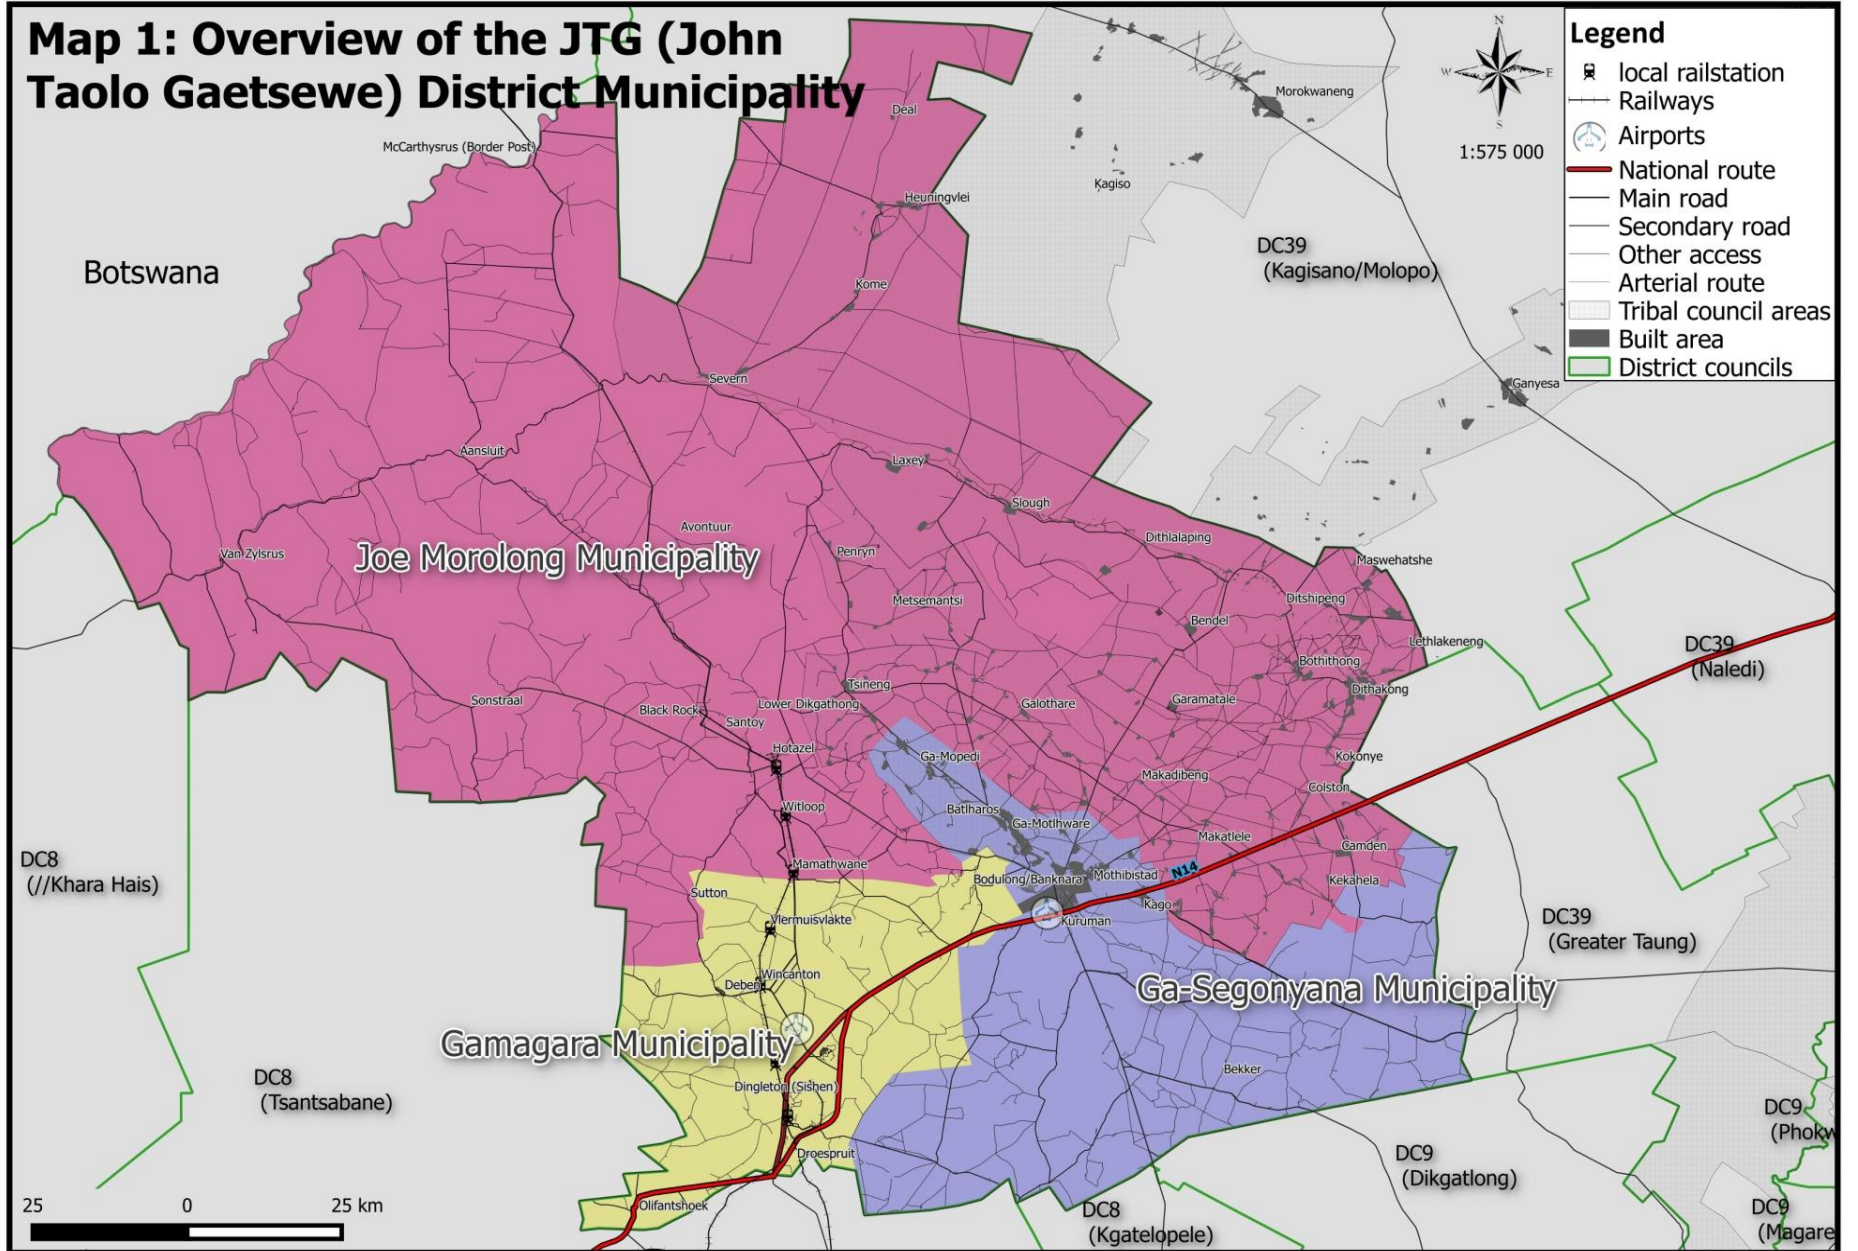 Map 1: Overview of the JTG (John
Taolo Gaetsewe) District Municipality
N
W
E
S
1:575 000
Legend
local railstation
Railways
Airports
National route
Main road
Secondary road
Other access
Arterial route
Tribal council areas
Built area
District councils
Morokwaneng
Deal
McCarthysrus (Border Post)
Kagiso
Heuningvlei
Botswana
DC39
(Kagisano/Molopo)
Kome
Severn
Ganyesa
Aansluit
Laxey
Slough
Avontuur
Dithlalaping
Van Zylsrus
Joe Morolong Municipality
Penryn
Maswehatshe
Metsemantsi
Ditshipeng
Bendel
Lethlakeneng
DC39
(Naledi)
Bothithong
Tsineng
Dithakong
Sonstraal
Black Rock
Lower Dikgathong
Galothare
Garamatale
Santoy
Hotazel
Ga-Mopedi
Kokonye
Makadibeng
Colston
Witloop
Batlharos
Ga-Motlhware
Makatlele
Camden
DC8
(//Khara Hais)
Mamathwane
N14
Bodulong/Banknara
Mothibistad
Kekahela
Sutton
Kago
Vlermuisvlakte
Kuruman
DC39
(Greater Taung)
Wincanton
Deben
Ga-Segonyana Municipality
Gamagara Municipality
Bekker
DC8
(Tsantsabane)
Dingleton (Sishen)
DC9
(Phokw
Droespruit
DC9
(Dikgatlong)
25 0 25 km
Olifantshoek
DC8
(Kgatelopele)
DC9
(Magare